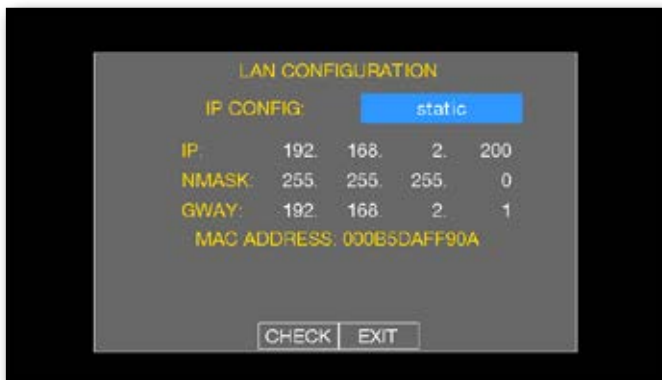 LAN CONFIGURATION
IP CONFIG: static
IP: 192. 168. 2. 200
NMASK: 255. 255. 255. 0
GWAY: 192. 168. 2. 1
MAC ADDRESS: 000B5DAFF90A
CHECK EXIT